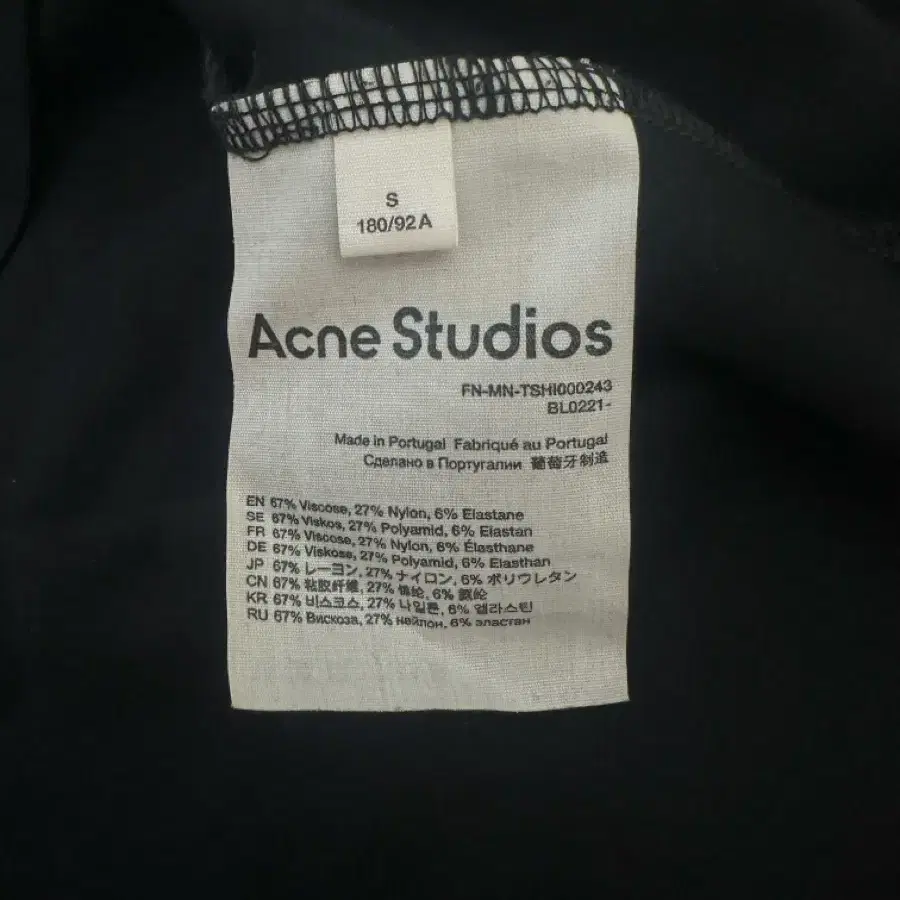 S
180/92A
Acne Studios
FN-MN-TSHI000243
BL0221-
Made in Portugal Fabriqué au Portugal
Сделано в Португалии 葡萄牙制造
EN 67% Viscose, 27% Nylon, 6% Elastane
SE 67% Viskos, 27% Polyamid, 6% Elastan
FR 67% Viscose, 27% Nylon, 6% Élasthane
DE 67% Viskose, 27% Polyamid, 6% Elasthan
JP 67% レーヨン, 27% ナイロン, 6% ポリウレタン
CN 67% 粘胶纤维, 27% 锦纶, 6% 氨纶
KR 67% 비스코스, 27% 나일론, 6% 엘라스틴
RU 67% Вискоза, 27% нейлон, 6% эластан